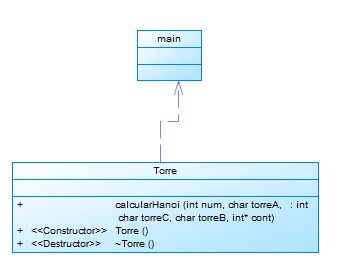 main
Torre
+ calcularHanoi (int num, char torreA, : int
char torreC, char torreB, int* cont)
+ <<Constructor>> Torre ()
+ <<Destructor>> ~Torre ()